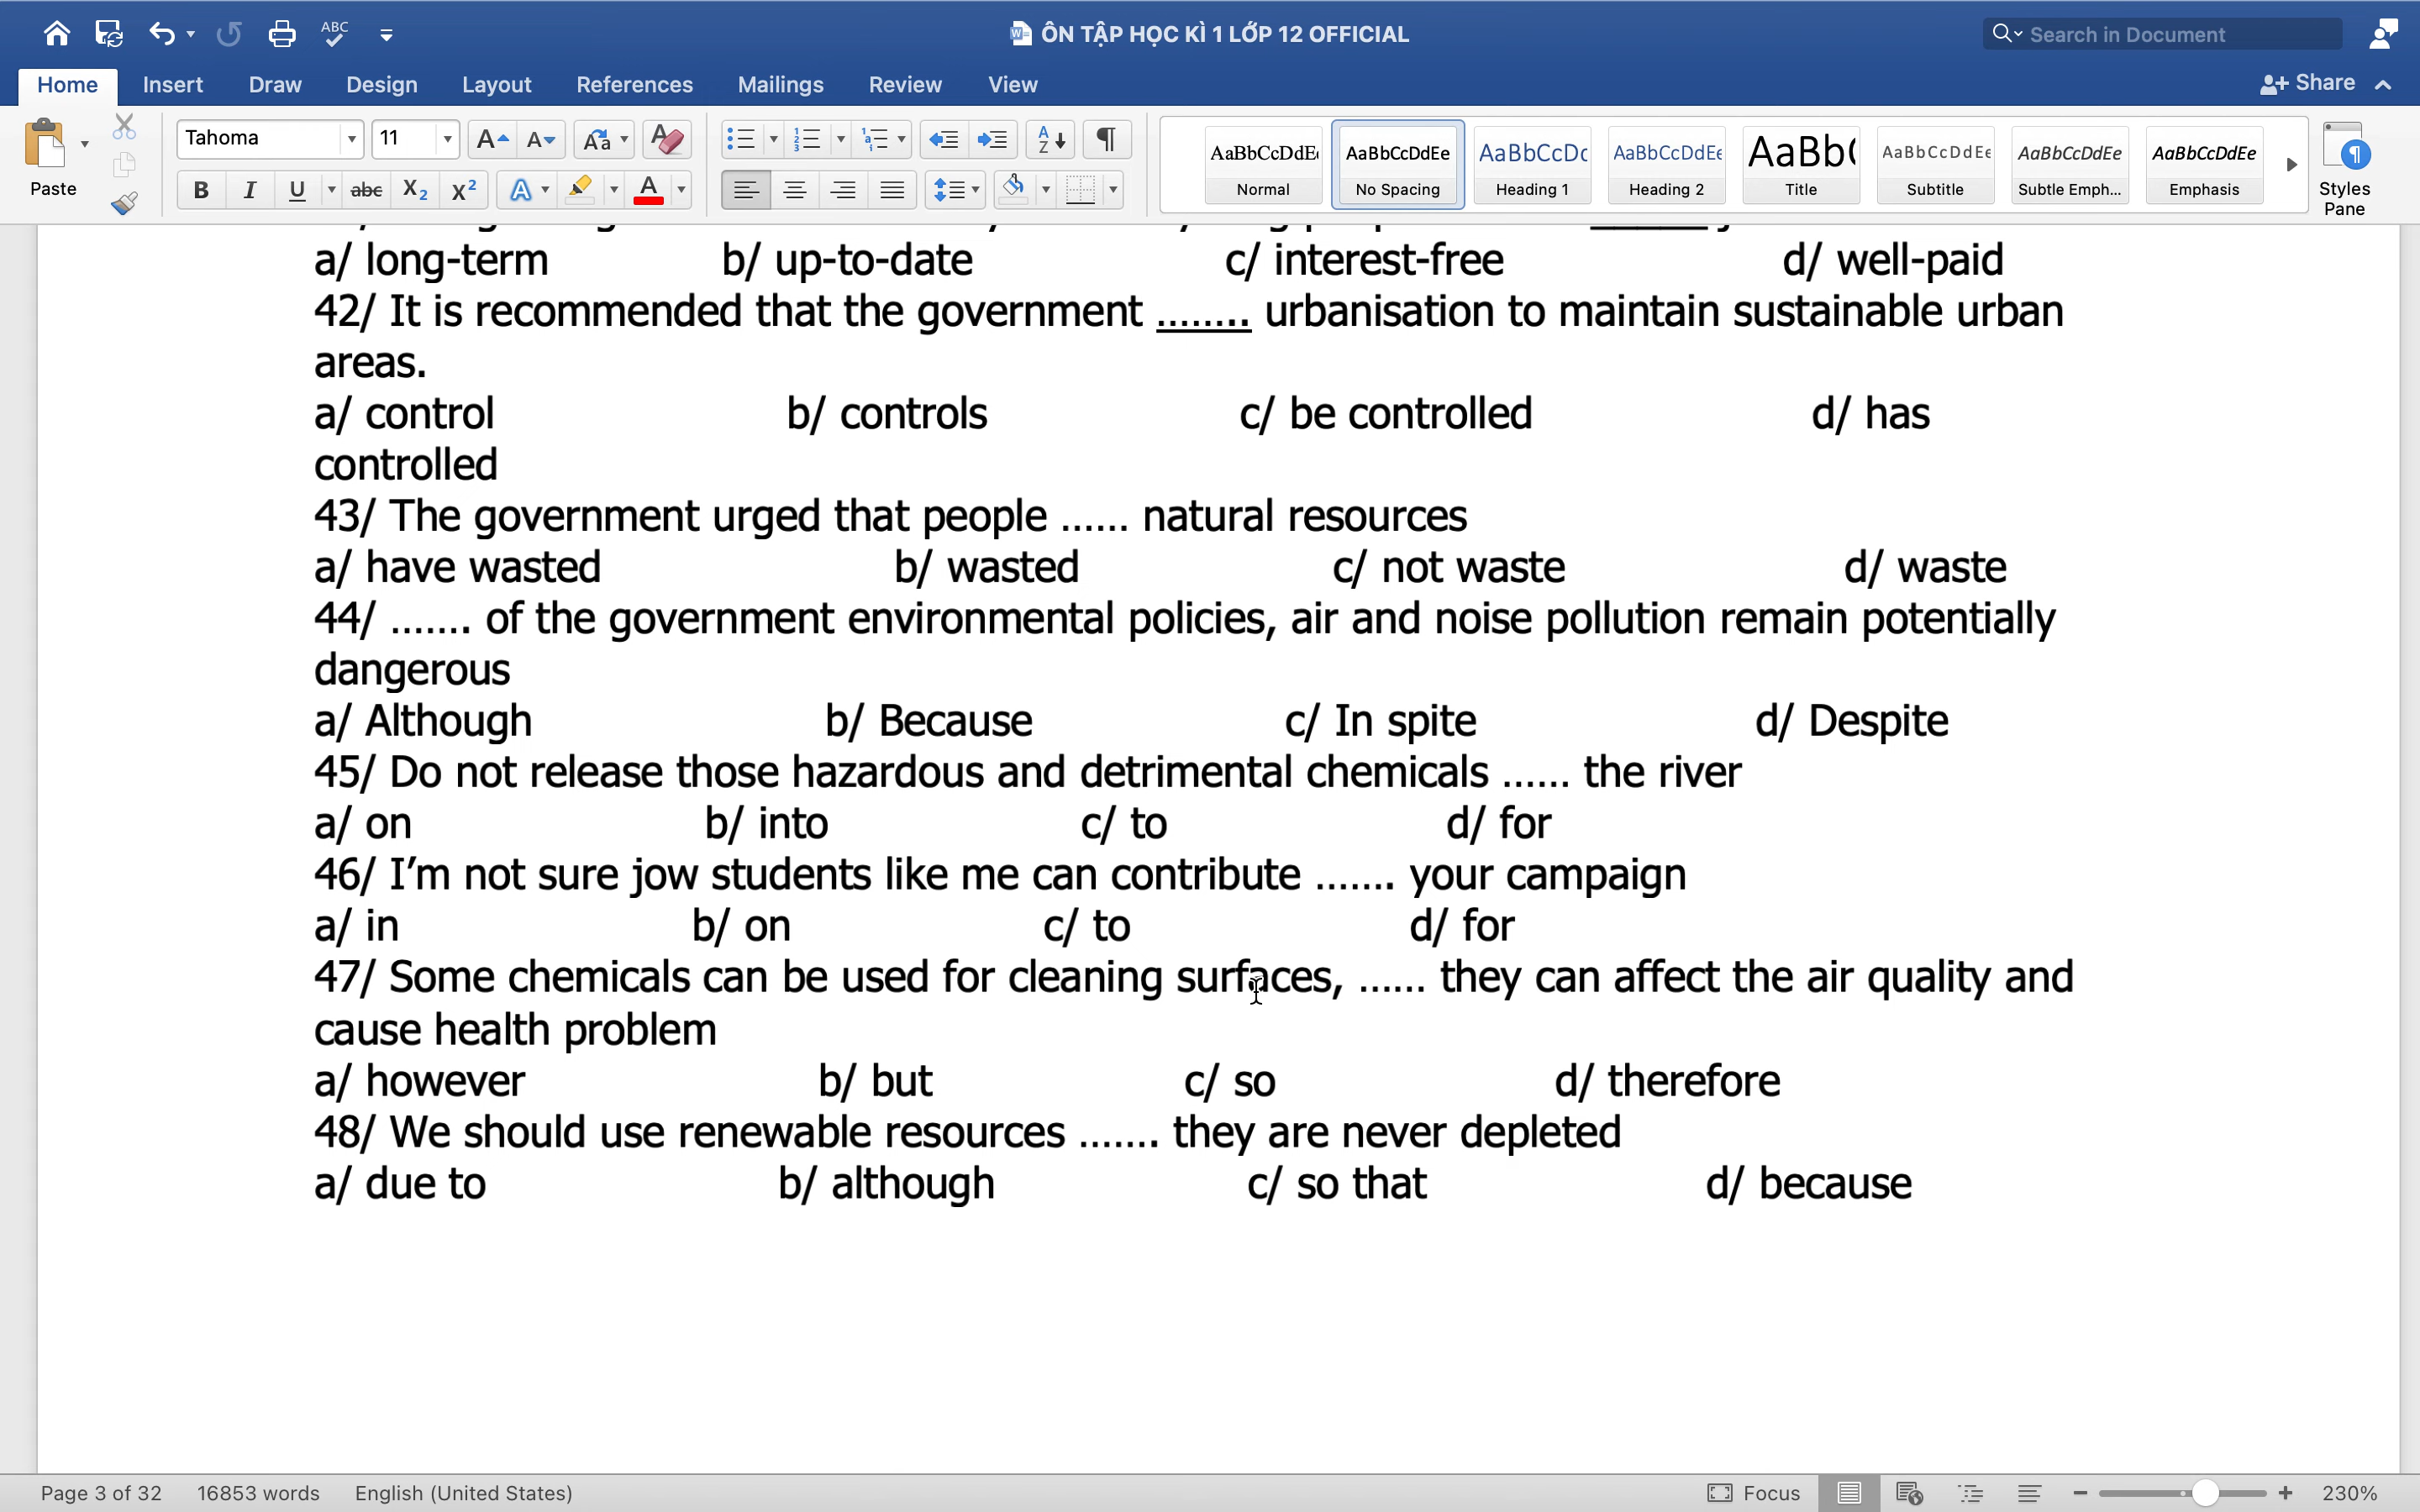 ABC
ÔN TẬP HỌC KÌ 1 LỚP 12 OFFICIAL
Search in Document
Home Insert Draw Design Layout References Mailings Review View
Share
Paste
Tahoma 11
AaBbCcDdE AaBbCcDdEe AaBbCcDc AaBbCcDdEe AaBb( AaBbCcDdEe AaBbCcDdEe AaBbCcDdEe
Normal No Spacing Heading 1 Heading 2 Title Subtitle Subtle Emph... Emphasis
Styles
Pane
a/ long-term b/ up-to-date c/ interest-free d/ well-paid
42/ It is recommended that the government ........ urbanisation to maintain sustainable urban
areas.
a/ control b/ controls c/ be controlled d/ has
controlled
43/ The government urged that people ...... natural resources
a/ have wasted b/ wasted c/ not waste d/ waste
44/ ....... of the government environmental policies, air and noise pollution remain potentially
dangerous
a/ Although b/ Because c/ In spite d/ Despite
45/ Do not release those hazardous and detrimental chemicals ...... the river
a/ on b/ into c/ to d/ for
46/ I’m not sure jow students like me can contribute ....... your campaign
a/ in b/ on c/ to d/ for
47/ Some chemicals can be used for cleaning surfaces, ...... they can affect the air quality and
cause health problem
a/ however b/ but c/ so d/ therefore
48/ We should use renewable resources ....... they are never depleted
a/ due to b/ although c/ so that d/ because
Page 3 of 32 16853 words English (United States) Focus 230%